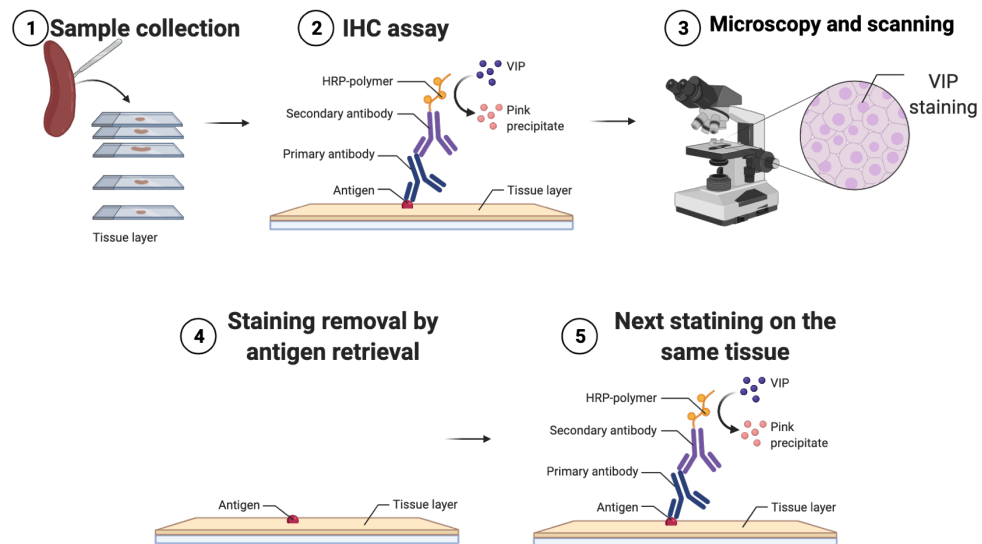 1 Sample collection
Tissue layer
2 IHC assay
VIP
HRP-polymer
Secondary antibody
Pink
precipitate
Primary antibody
Antigen
Tissue layer
3 Microscopy and scanning
VIP
staining
4 Staining removal by
antigen retrieval
Antigen
Tissue layer
5 Next statining on the
same tissue
VIP
HRP-polymer
Pink
precipitate
Secondary antibody
Primary antibody
Antigen
Tissue layer